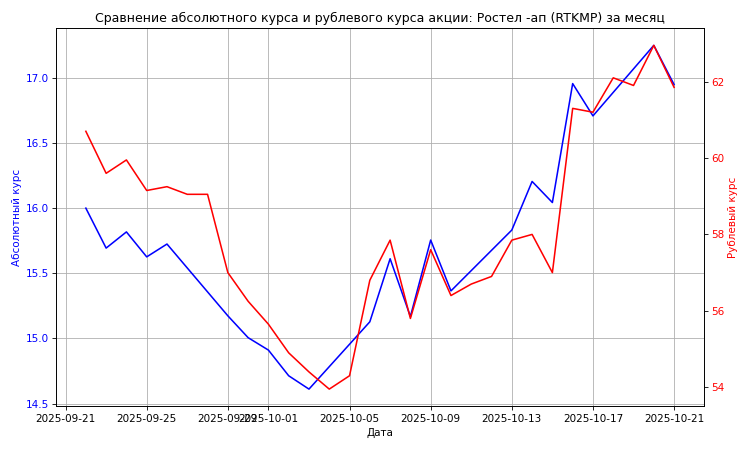 Сравнение абсолютного курса и рублевого курса акции: Ростел -ап (RTKMP) за месяц
17.0
16.5
16.0
15.5
15.0
14.5
Абсолютный курс
62
60
58
56
54
Рублевый курс
2025-09-21 2025-09-25 2025-09-29 2025-10-01 2025-10-05 2025-10-09 2025-10-13 2025-10-17 2025-10-21
Дата